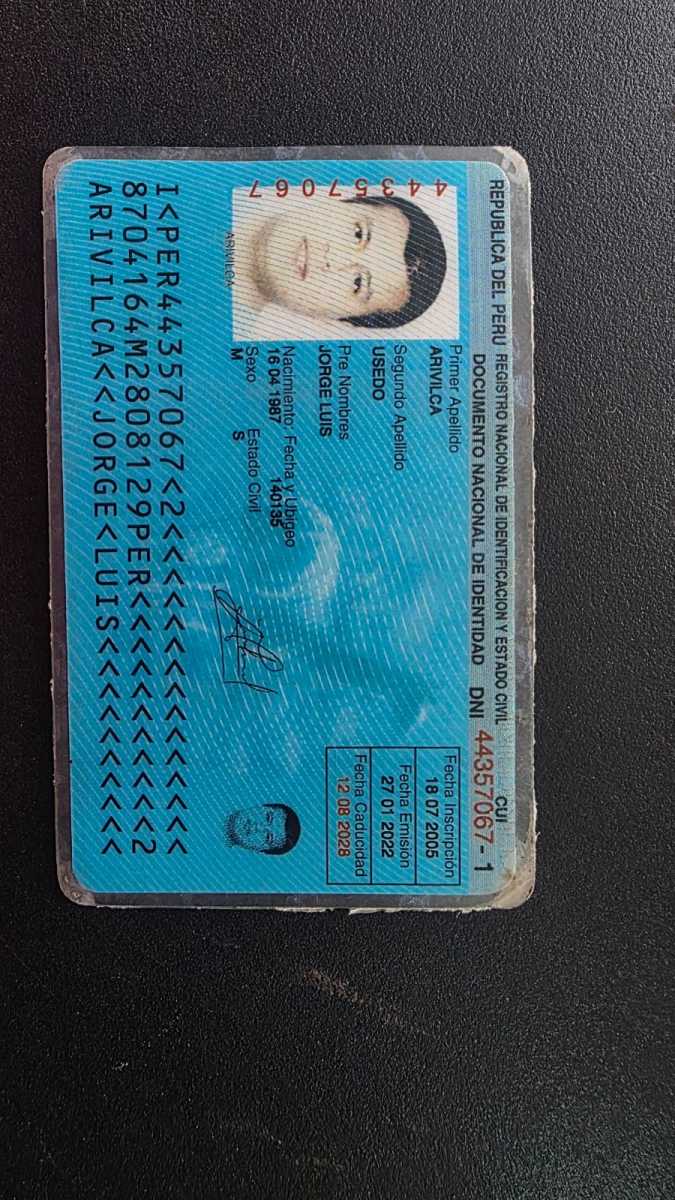 REPUBLICA DEL PERU REGISTRO NACIONAL DE IDENTIFICACION Y ESTADO CIVIL
DOCUMENTO NACIONAL DE IDENTIDAD DNI
CUI
44357067 - 1
44357067
ARIVILCA
Primer Apellido
ARIVILCA
Segundo Apellido
USEDO
Pre Nombres
JORGE LUIS
Nacimiento: Fecha y Ubigeo
16 04 1987 140135
Sexo Estado Civil
M S
Fecha Inscripción
18 07 2005
Fecha Emisión
27 01 2022
Fecha Caducidad
12 08 2028
I<PER44357067<2<<<<<<<<<<<<<<<
8704164M2808129PER<<<<<<<<<<<2
ARIVILCA<<JORGE<LUIS<<<<<<<<<<